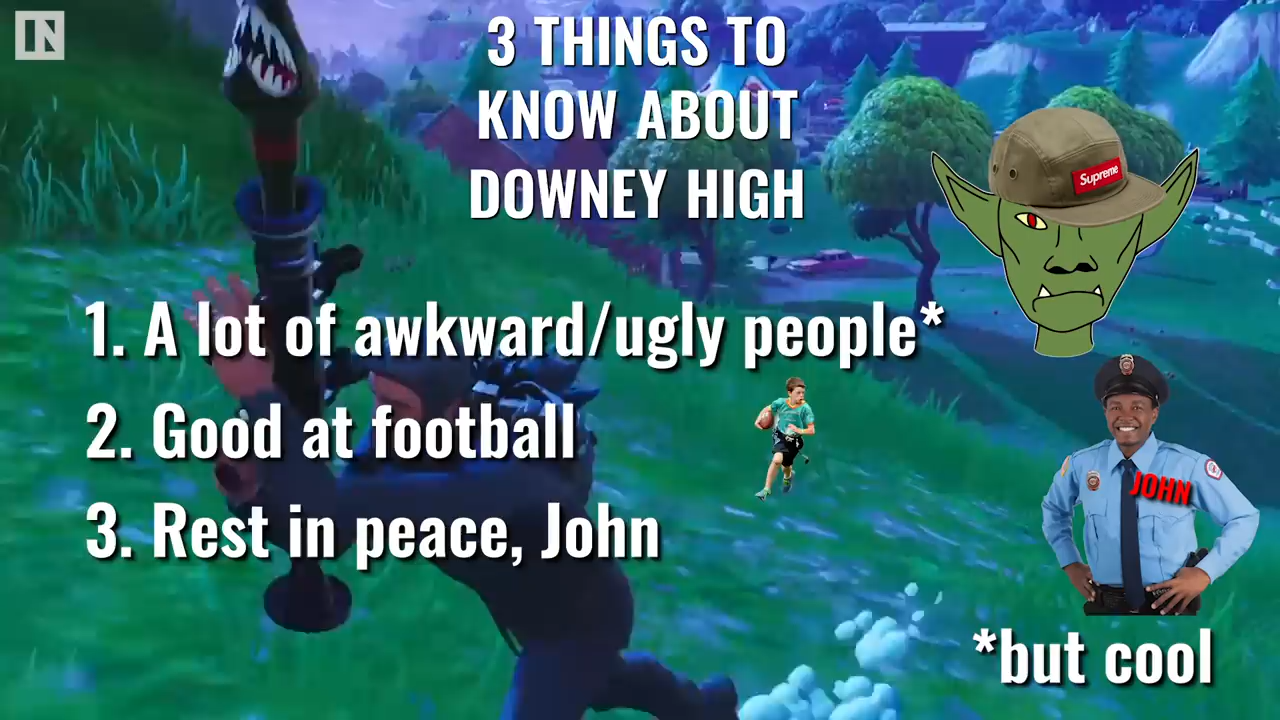 IN
3 THINGS TO
KNOW ABOUT
DOWNEY HIGH
Supreme
1. A lot of awkward/ugly people*
2. Good at football
3. Rest in peace, John
JOHN
*but cool